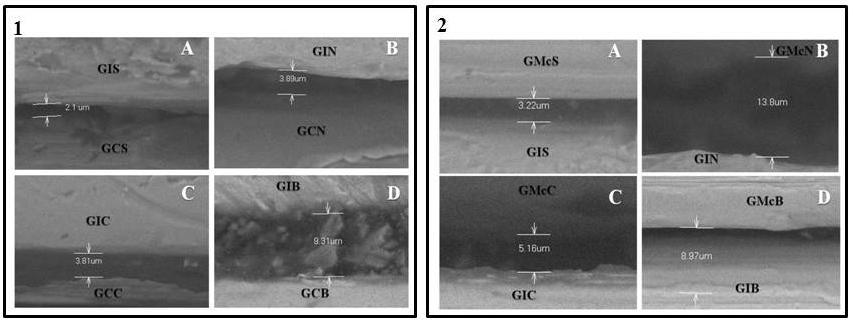 1
A
GIS
2.1 um
GCS
B
GIN
3.89um
GCN
C
GIC
3.81um
GCC
D
GIB
9.31um
GCB
2
A
GMcS
3.22um
GIS
B
GMcN
13.8um
GIN
C
GMcC
5.16um
GIC
D
GMcB
8.97um
GIB